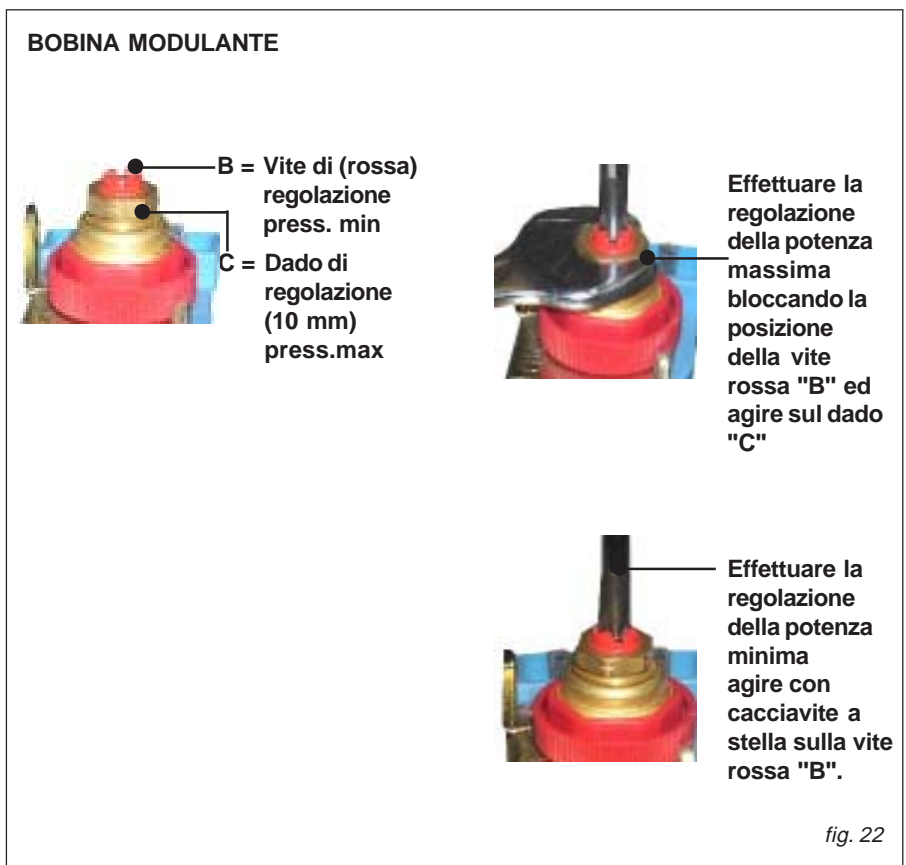 BOBINA MODULANTE
B = Vite di (rossa)
regolazione
press. min
C = Dado di
regolazione
(10 mm)
press.max
Effettuare la
regolazione
della potenza
massima
bloccando la
posizione
della vite
rossa "B" ed
agire sul dado
"C"
Effettuare la
regolazione
della potenza
minima
agire con
cacciavite a
stella sulla vite
rossa "B".
fig. 22